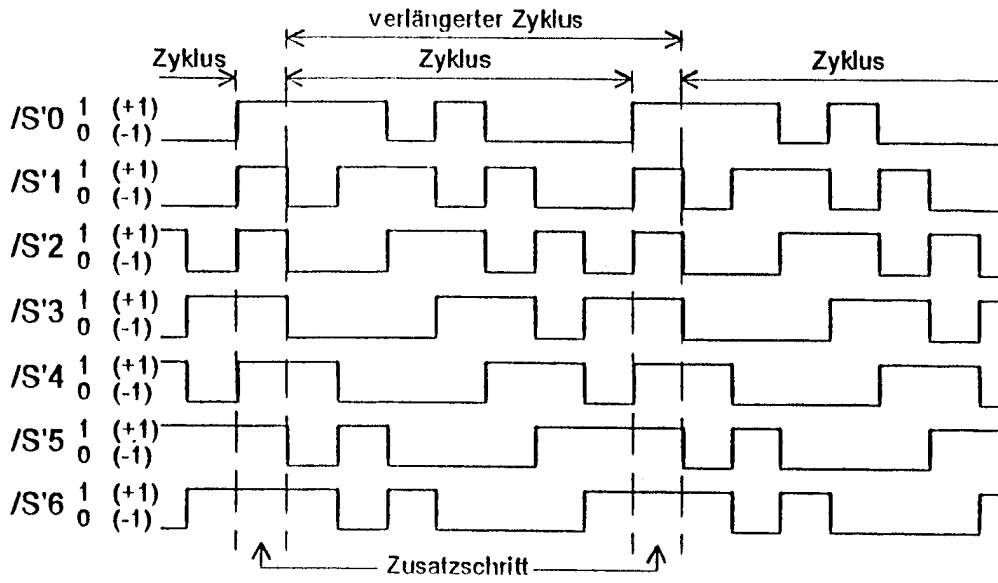 verlängerter Zyklus
Zyklus Zyklus Zyklus
/S'0 1 (+1)
0 (-1)
/S'1 1 (+1)
0 (-1)
/S'2 1 (+1)
0 (-1)
/S'3 1 (+1)
0 (-1)
/S'4 1 (+1)
0 (-1)
/S'5 1 (+1)
0 (-1)
/S'6 1 (+1)
0 (-1)
Zusatzschritt